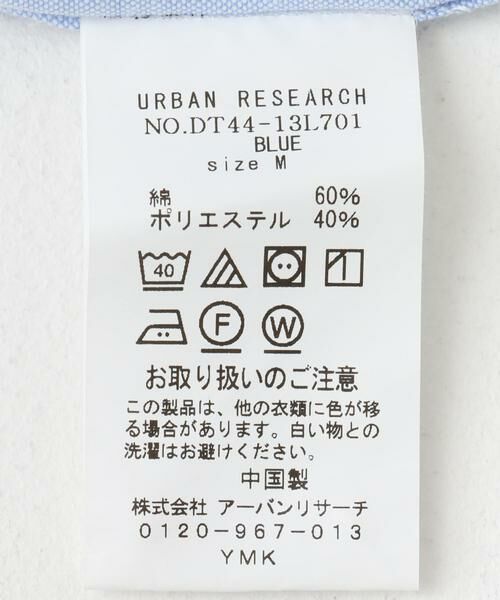 URBAN RESEARCH
NO.DT44-13L701
BLUE
size M
綿 60%
ポリエステル 40%
40
F W
お取り扱いのご注意
この製品は、他の衣類に色が移
る場合があります。白い物との
洗濯はお避けください。
中国製
株式会社 アーバンリサーチ
0120-967-013
YMK